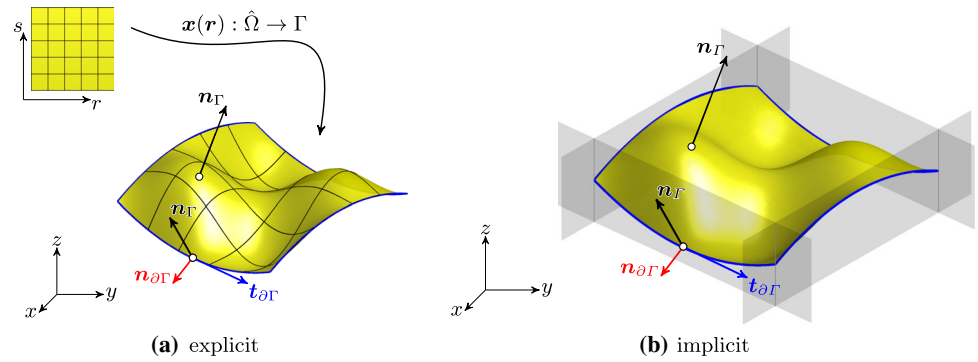 s
r
x(r) : Ω̂ → Γ
n_Γ
n_Γ
n_∂Γ
t_∂Γ
z
y
x
(a) explicit
n_Γ
n_Γ
n_∂Γ
t_∂Γ
z
y
x
(b) implicit